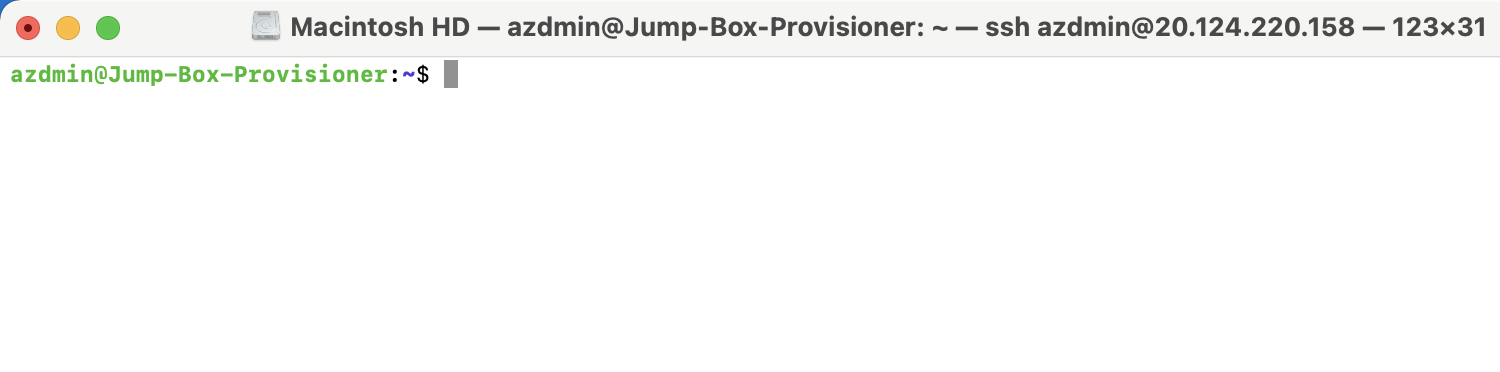 Macintosh HD — azdmin@Jump-Box-Provisioner: ~ — ssh azdmin@20.124.220.158 — 123×31
azdmin@Jump-Box-Provisioner:~$